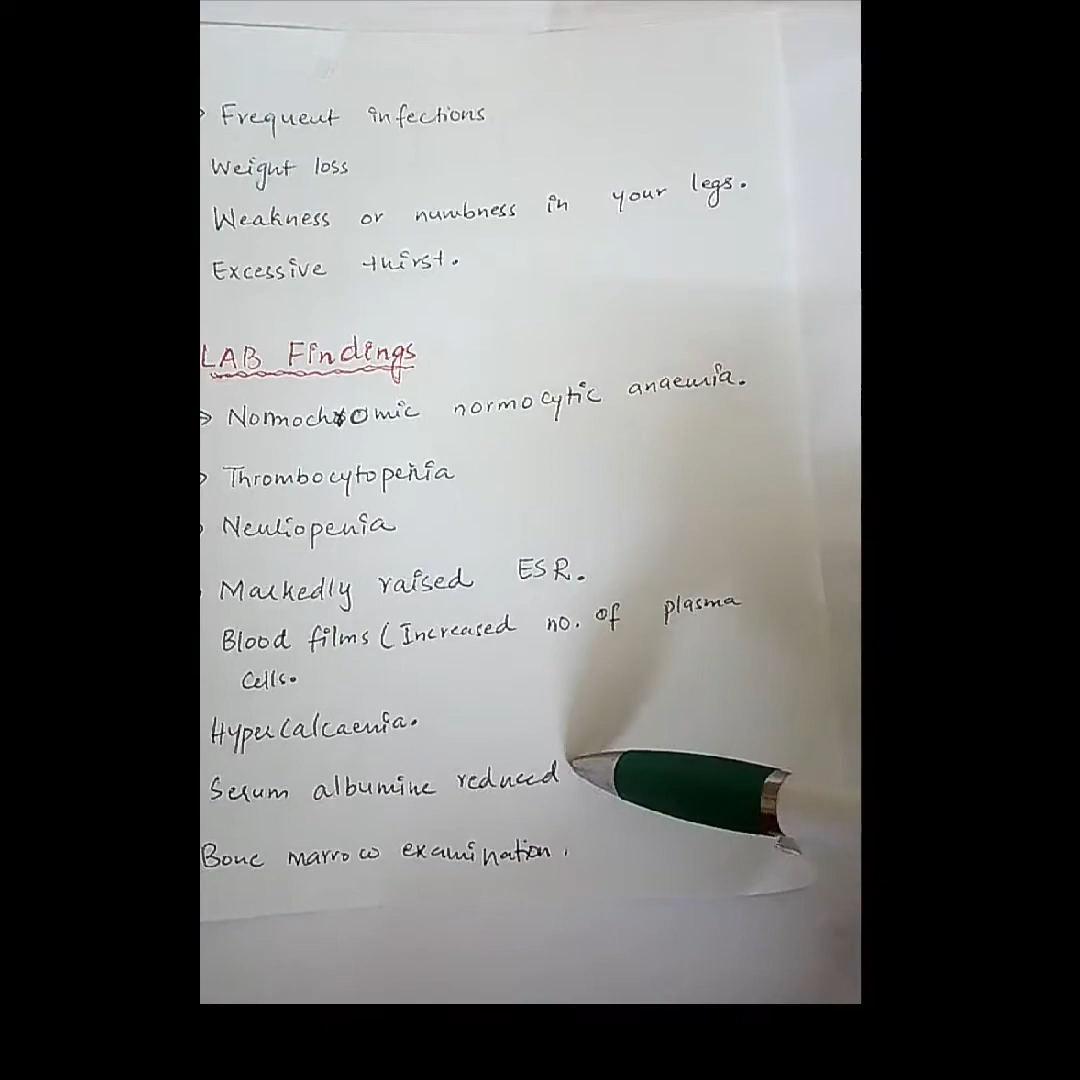 Frequent infections
Weight loss
Weakness or numbness in your legs.
Excessive thirst.
LAB Findings
Normochromic normocytic anaemia.
Thrombocytopenia
Neutropenia
Markedly raised ESR.
Blood films (Increased no. of plasma
Cells.
Hypercalcaemia.
Serum albumine reduced
Bone marrow examination.